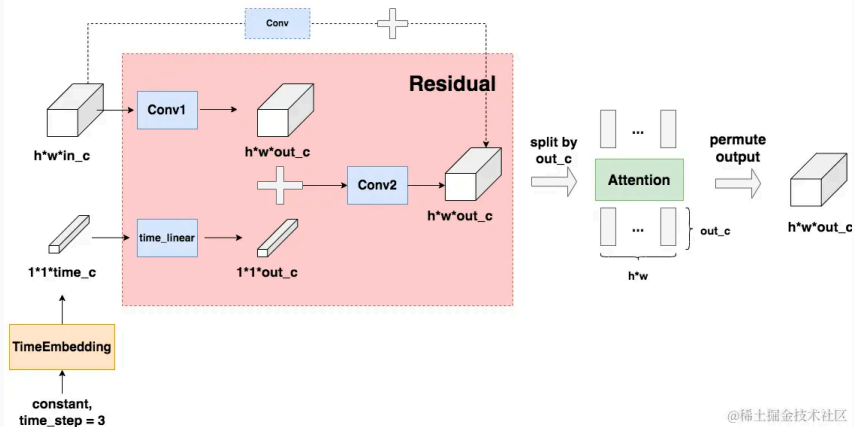 Conv
Residual
Conv1
h*w*in_c
h*w*out_c
Conv2
h*w*out_c
time_linear
1*1*time_c
1*1*out_c
TimeEmbedding
constant,
time_step = 3
split by
out_c
...
Attention
...
out_c
h*w
permute
output
h*w*out_c
@稀土掘金技术社区